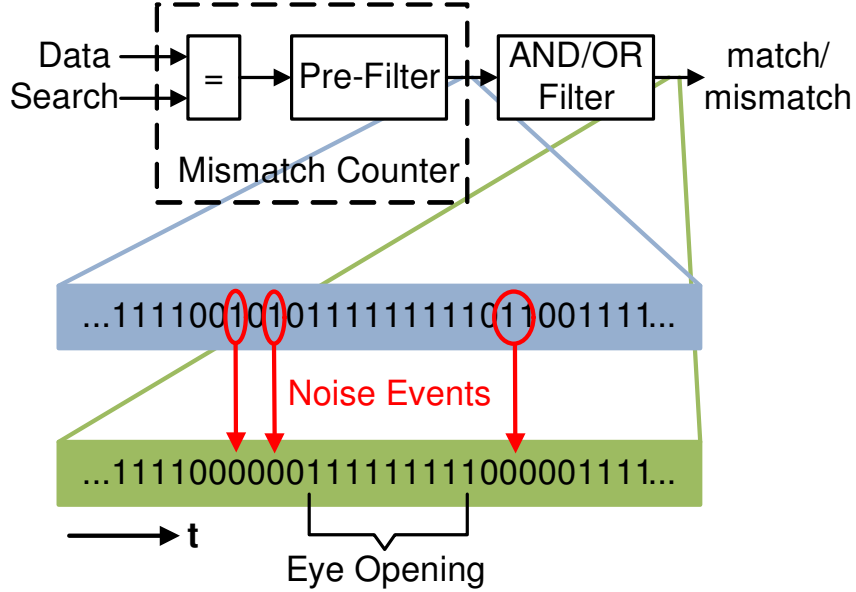 Data
Search
=
Pre-Filter
AND/OR
Filter
match/
mismatch
Mismatch Counter
...1111001010111111111011001111...
Noise Events
...1111000000111111111000001111...
t
Eye Opening